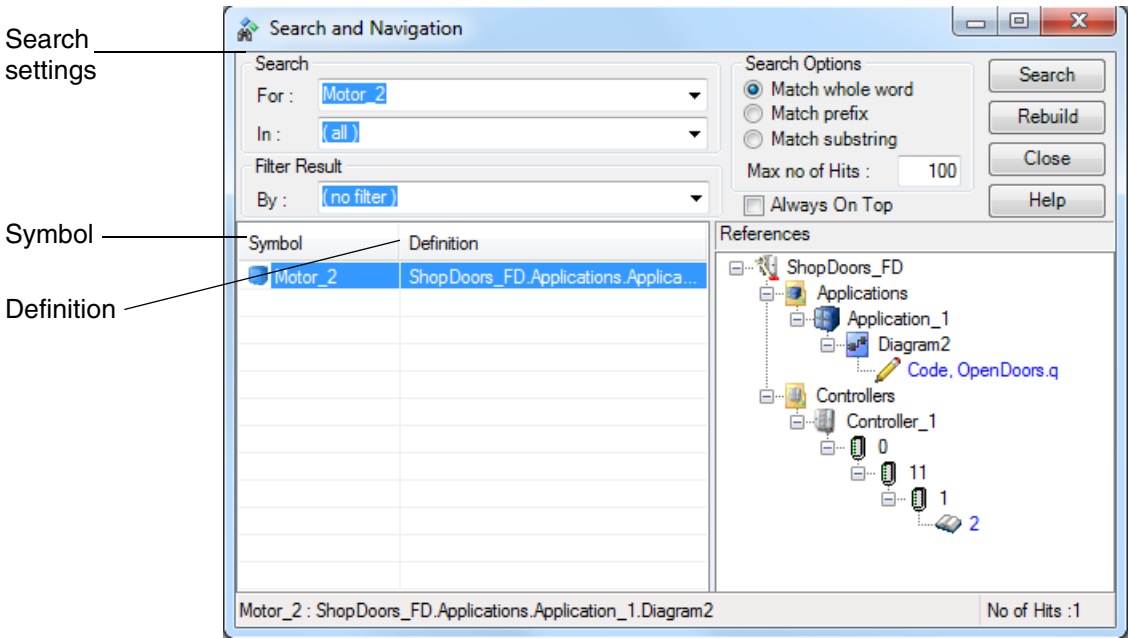 Search and Navigation
Search
settings
Search
For :
Motor_2
In :
( all )
Filter Result
By :
( no filter )
Search Options
Match whole word
Match prefix
Match substring
Max no of Hits :
100
Always On Top
Search
Rebuild
Close
Help
Symbol
Definition
Symbol
Definition
Motor_2
ShopDoors_FD.Applications.Applica...
References
ShopDoors_FD
Applications
Application_1
Diagram2
Code, OpenDoors.q
Controllers
Controller_1
0
11
1
2
Motor_2 : ShopDoors_FD.Applications.Application_1.Diagram2
No of Hits :1